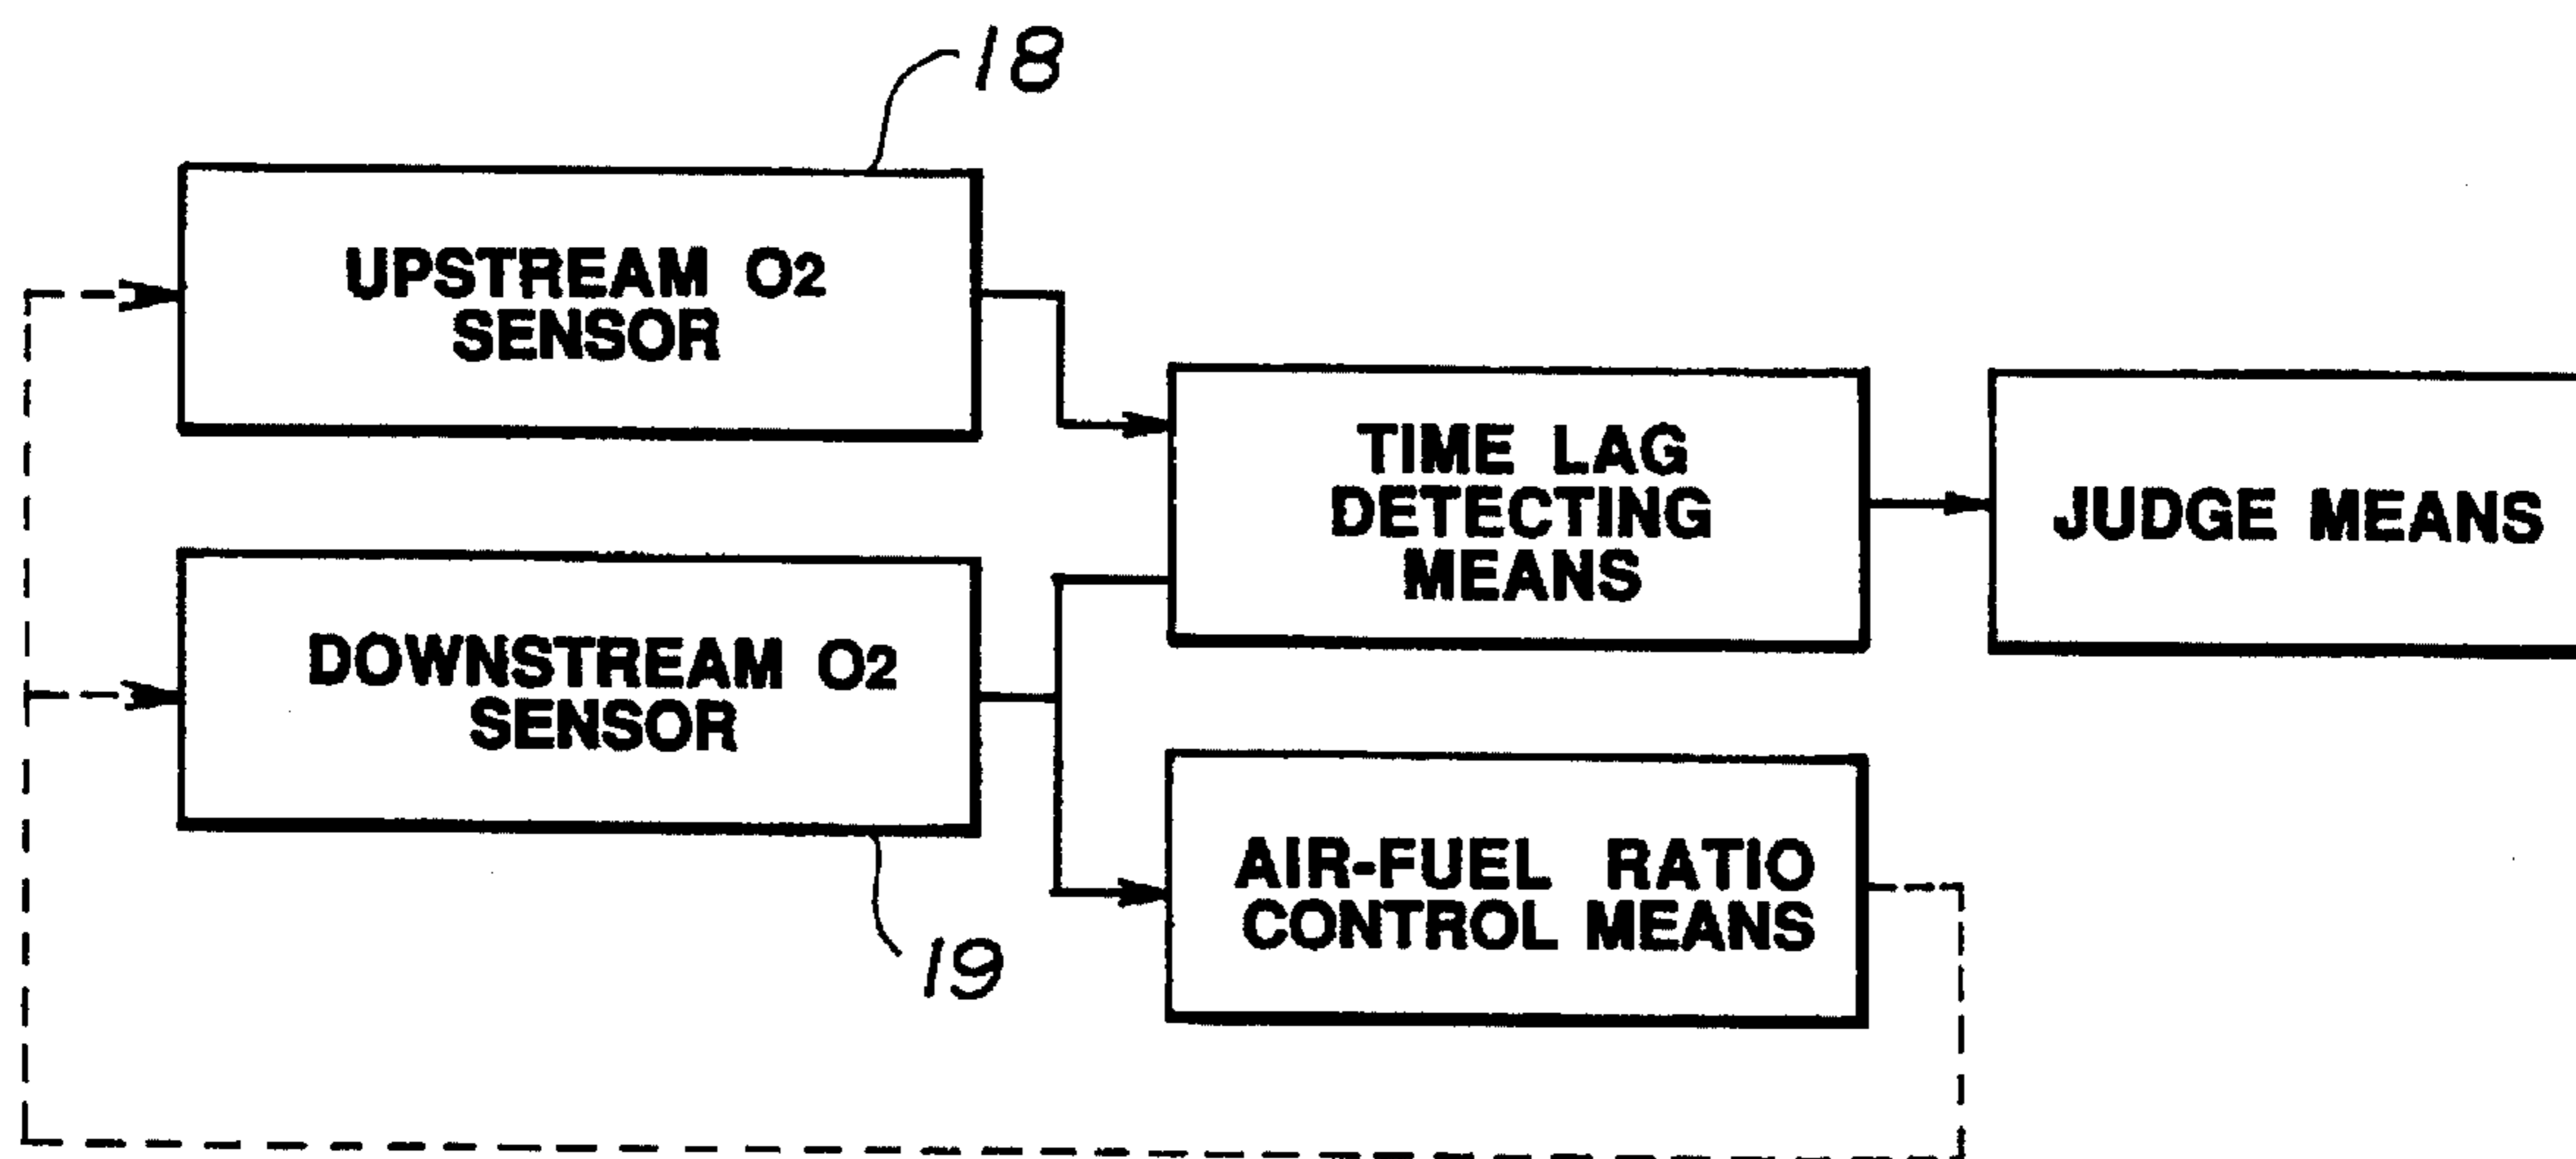 18
UPSTREAM O2
SENSOR
TIME LAG
DETECTING
MEANS
JUDGE MEANS
DOWNSTREAM O2
SENSOR
AIR-FUEL RATIO
CONTROL MEANS
19